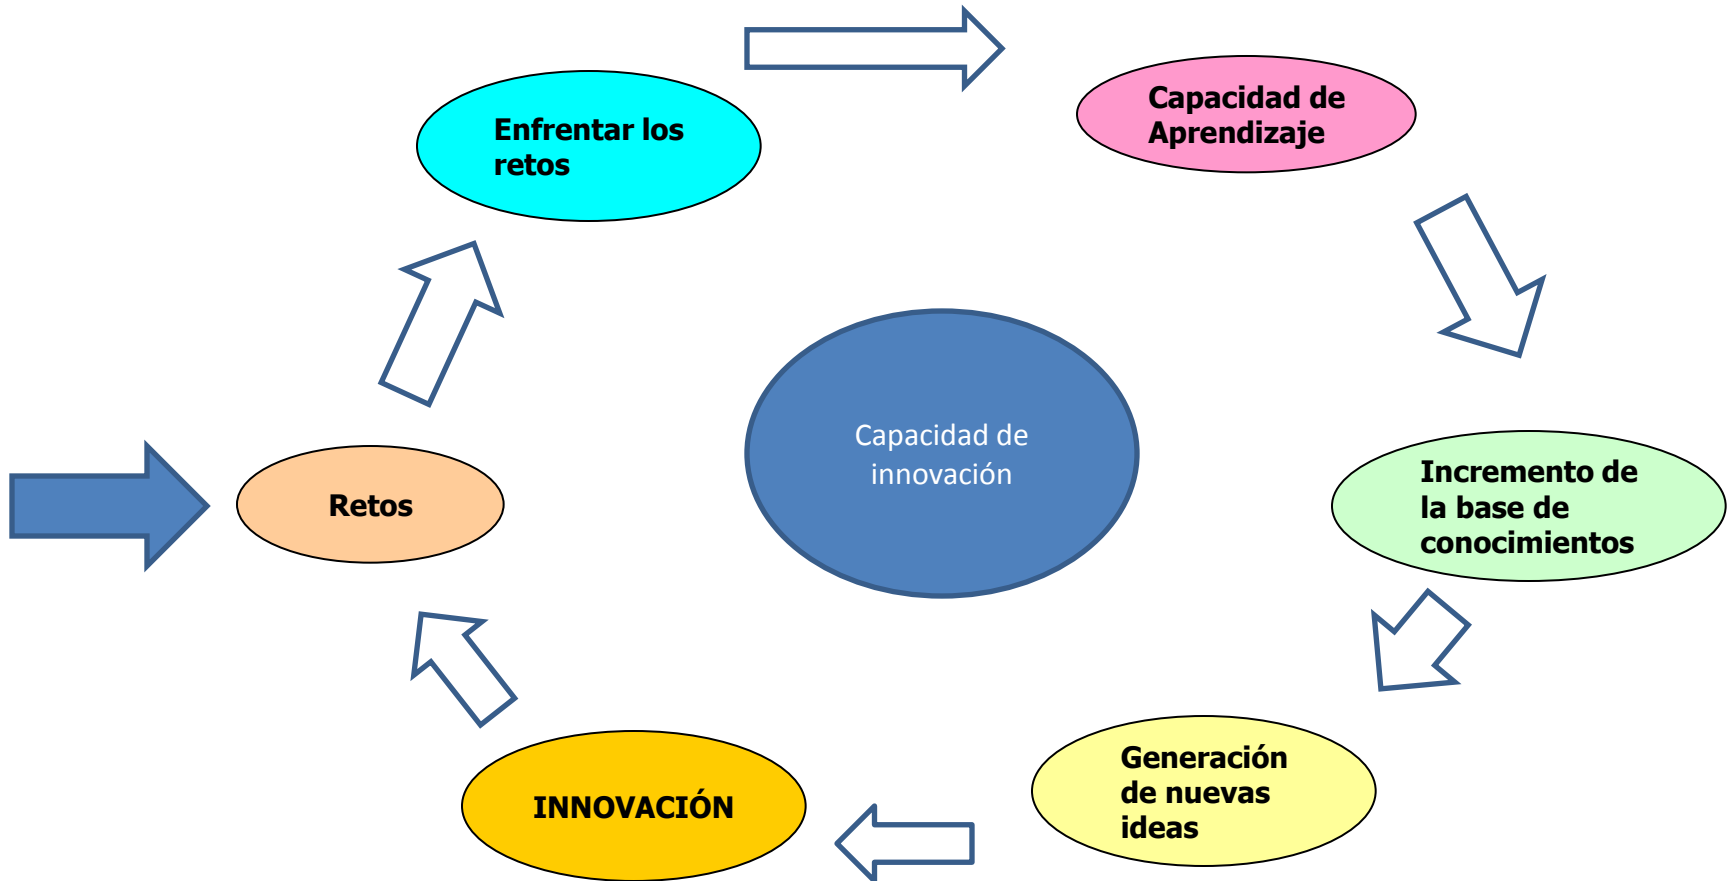 Enfrentar los
retos
Capacidad de
Aprendizaje
Capacidad de
innovación
Retos
Incremento de
la base de
conocimientos
Generación
de nuevas
ideas
INNOVACIÓN